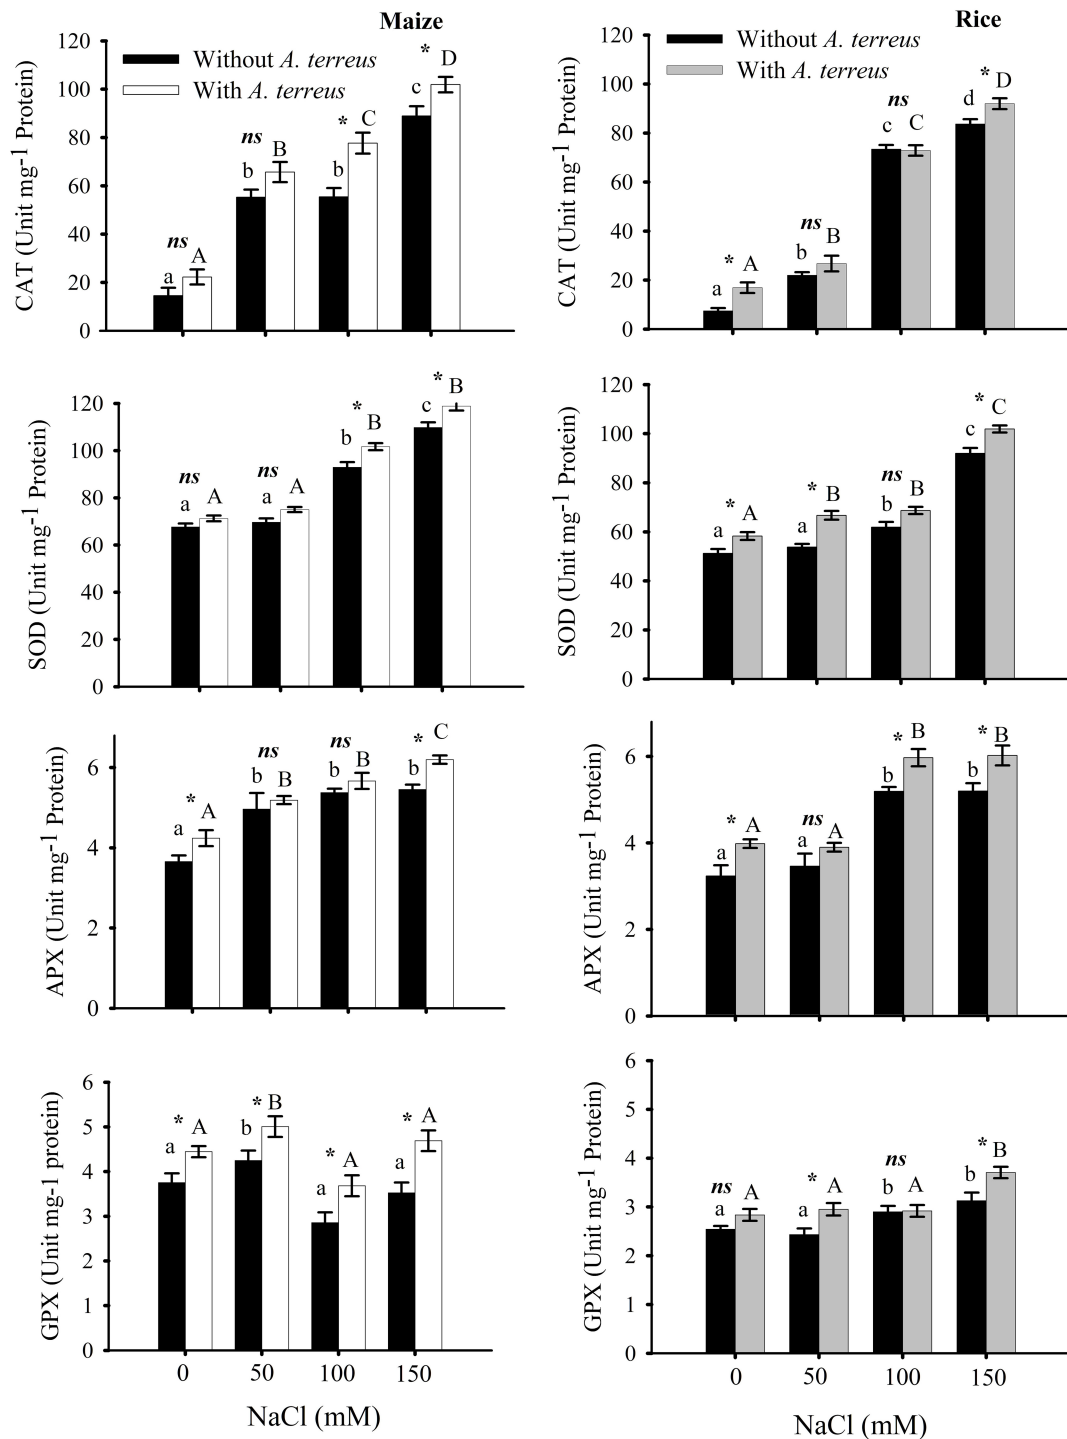 Maize
Without A. terreus
With A. terreus
CAT (Unit mg-1 Protein)
120
100
80
60
40
20
0
ns
a A
ns
b B
*
b C
*
c D
Rice
Without A. terreus
With A. terreus
CAT (Unit mg-1 Protein)
120
100
80
60
40
20
0
*
a A
ns
b B
ns
c C
*
d D
SOD (Unit mg-1 Protein)
120
100
80
60
40
20
0
ns
a A
ns
a A
*
b B
*
c B
SOD (Unit mg-1 Protein)
120
100
80
60
40
20
0
*
a A
*
a B
ns
b B
*
c C
APX (Unit mg-1 Protein)
6
4
2
0
*
a A
ns
b B
ns
b B
*
b C
APX (Unit mg-1 Protein)
6
4
2
0
*
a A
ns
a A
*
b B
*
b B
GPX (Unit mg-1 protein)
6
5
4
3
2
1
0
*
a A
*
b B
*
a A
*
a A
0 50 100 150
NaCl (mM)
GPX (Unit mg-1 Protein)
6
5
4
3
2
1
0
ns
a A
*
a A
ns
b A
*
b B
0 50 100 150
NaCl (mM)